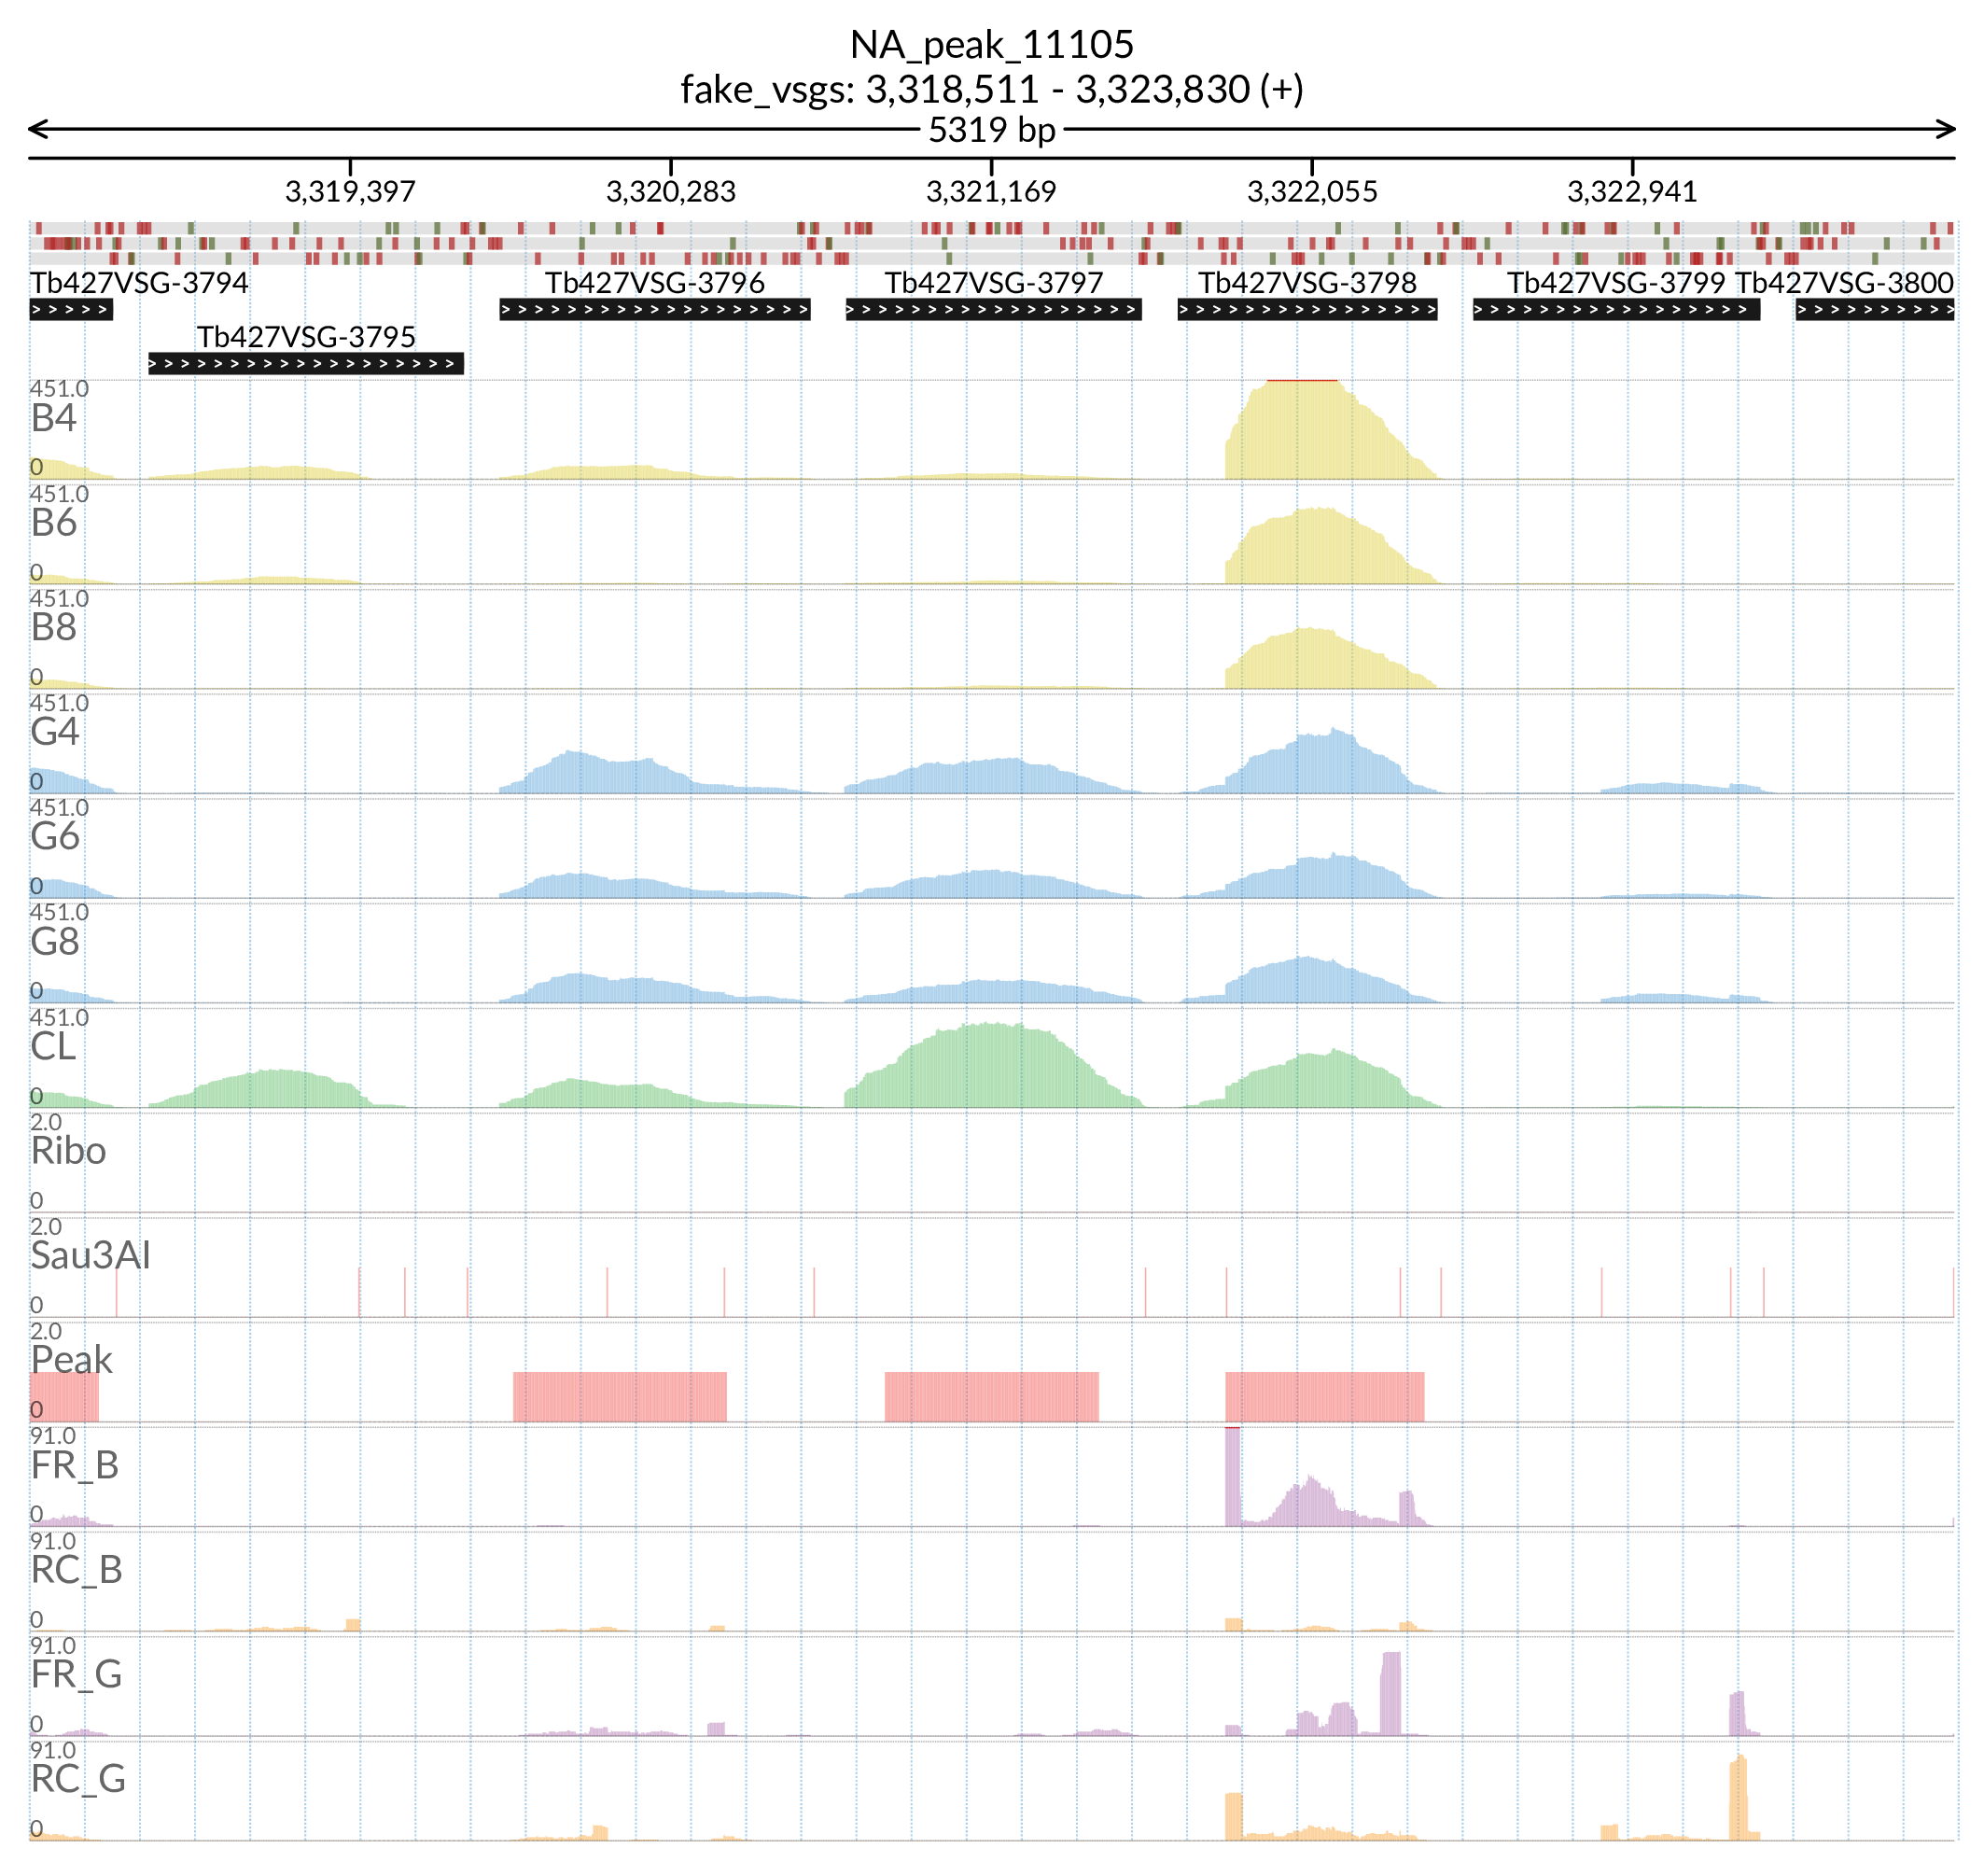 NA_peak_11105
fake_vsgs: 3,318,511 - 3,323,830 (+)
5319 bp
3,319,397 3,320,283 3,321,169 3,322,055 3,322,941
Tb427VSG-3794 Tb427VSG-3796 Tb427VSG-3797 Tb427VSG-3798 Tb427VSG-3799 Tb427VSG-3800
Tb427VSG-3795
451.0
B4
0
451.0
B6
0
451.0
B8
0
451.0
G4
0
451.0
G6
0
451.0
G8
0
451.0
CL
0
2.0
Ribo
0
2.0
Sau3AI
0
2.0
Peak
0
91.0
FR_B
0
91.0
RC_B
0
91.0
FR_G
0
91.0
RC_G
0